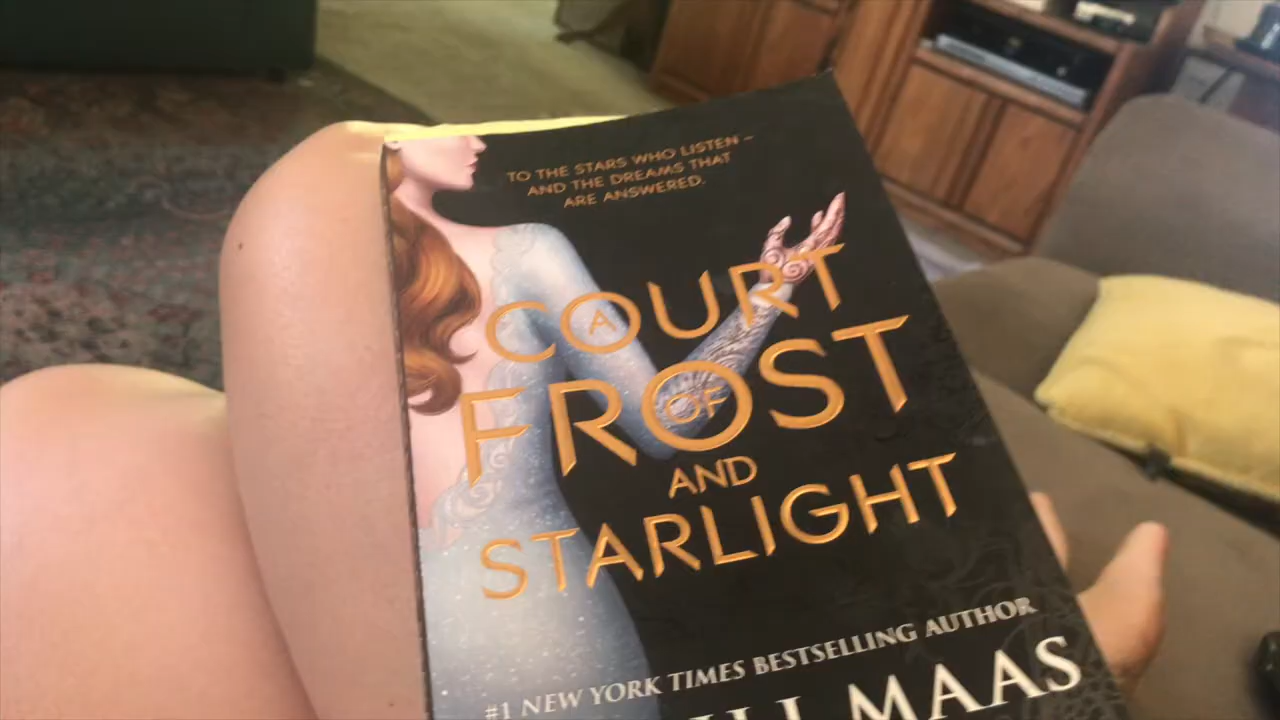 TO THE STARS WHO LISTEN –
AND THE DREAMS THAT
ARE ANSWERED.
A
COURT
OF
FROST
AND
STARLIGHT
#1 NEW YORK TIMES BESTSELLING AUTHOR
J. MAAS